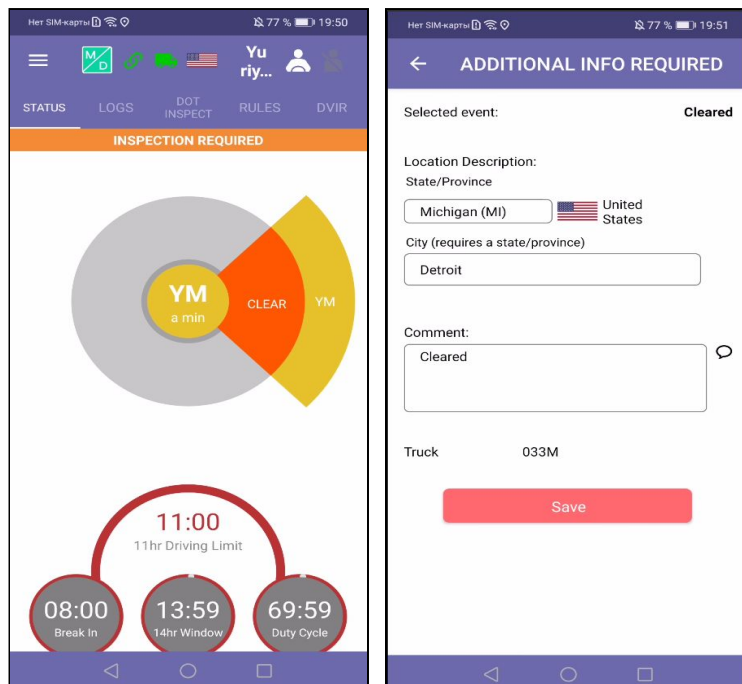 Нет SIM-карты 77 % 19:50
M/D
Yu
riy...
STATUS LOGS DOT INSPECT RULES DVIR
INSPECTION REQUIRED
YM
a min
CLEAR
YM
11:00
11hr Driving Limit
08:00
Break In
13:59
14hr Window
69:59
Duty Cycle
Нет SIM-карты 77 % 19:51
ADDITIONAL INFO REQUIRED
Selected event: Cleared
Location Description:
State/Province
Michigan (MI)
United
States
City (requires a state/province)
Detroit
Comment:
Cleared
Truck 033M
Save